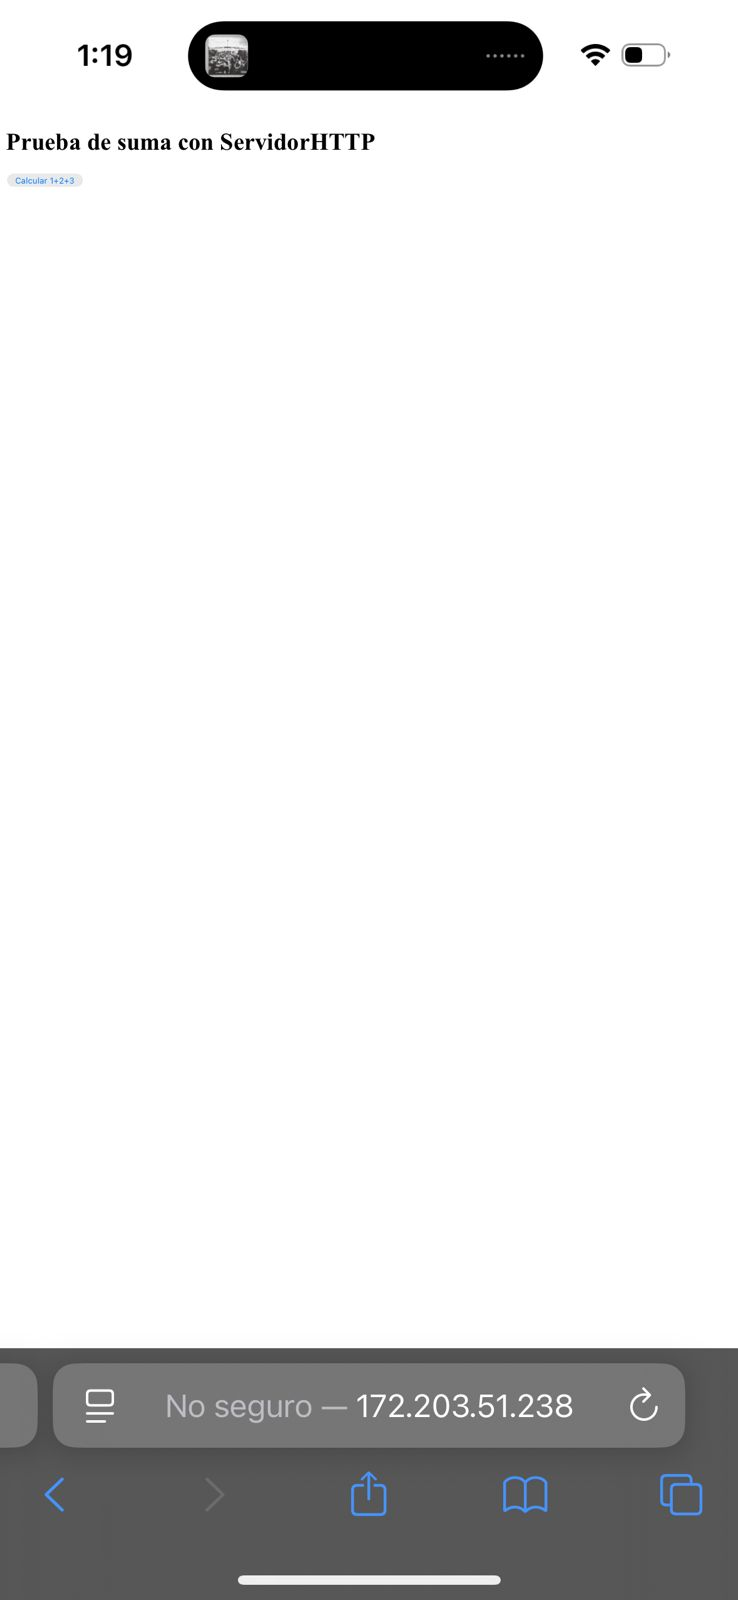 1:19
Prueba de suma con ServidorHTTP
Calcular 1+2+3
No seguro — 172.203.51.238